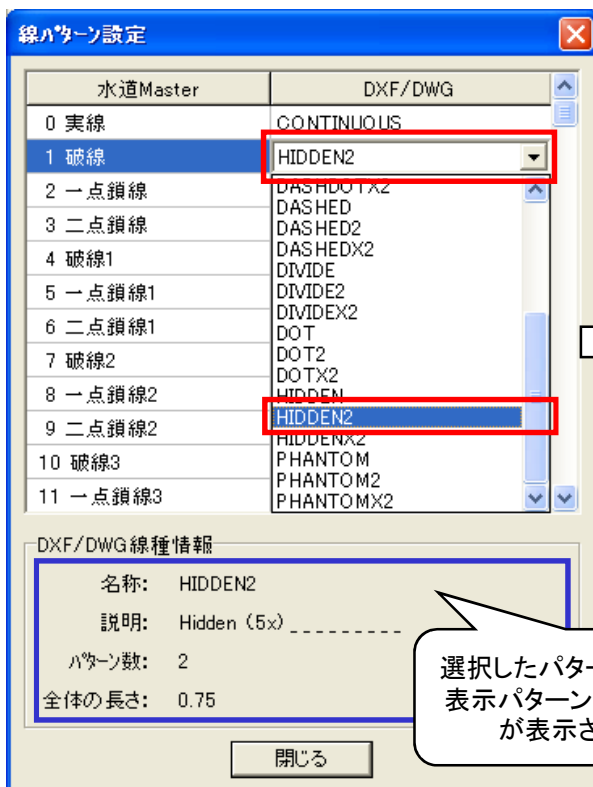 線パターン設定
水道Master DXF/DWG
0 実線 CONTINUOUS
1 破線 HIDDEN2
2 一点鎖線
3 二点鎖線
4 破線1
5 一点鎖線1
6 二点鎖線1
7 破線2
8 一点鎖線2
9 二点鎖線2
10 破線3
11 一点鎖線3
DASHDOTX2
DASHED
DASHED2
DASHEDX2
DIVIDE
DIVIDE2
DIVIDEX2
DOT
DOT2
DOTX2
HIDDEN
HIDDEN2
HIDDENX2
PHANTOM
PHANTOM2
PHANTOMX2
DXF/DWG線種情報
名称: HIDDEN2
説明: Hidden (5x) _ _ _ _ _ _ _ _ _
パターン数: 2
全体の長さ: 0.75
選択したパター
表示パターン
が表示さ
閉じる